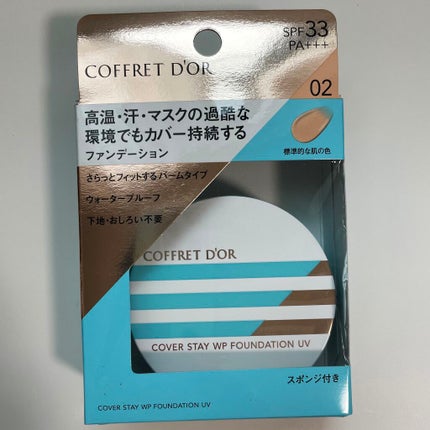 SPF33
PA+++
COFFRET D'OR
02
高温・汗・マスクの過酷な
環境でもカバー持続する
ファンデーション
標準的な肌の色
さらっとフィットするバームタイプ
ウォータープルーフ
下地・おしろい不要
COFFRET D'OR
COVER STAY WP FOUNDATION UV
スポンジ付き
COVER STAY WP FOUNDATION UV